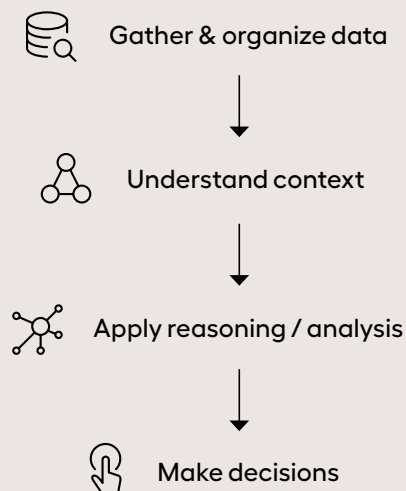 Gather & organize data
Understand context
Apply reasoning / analysis
Make decisions